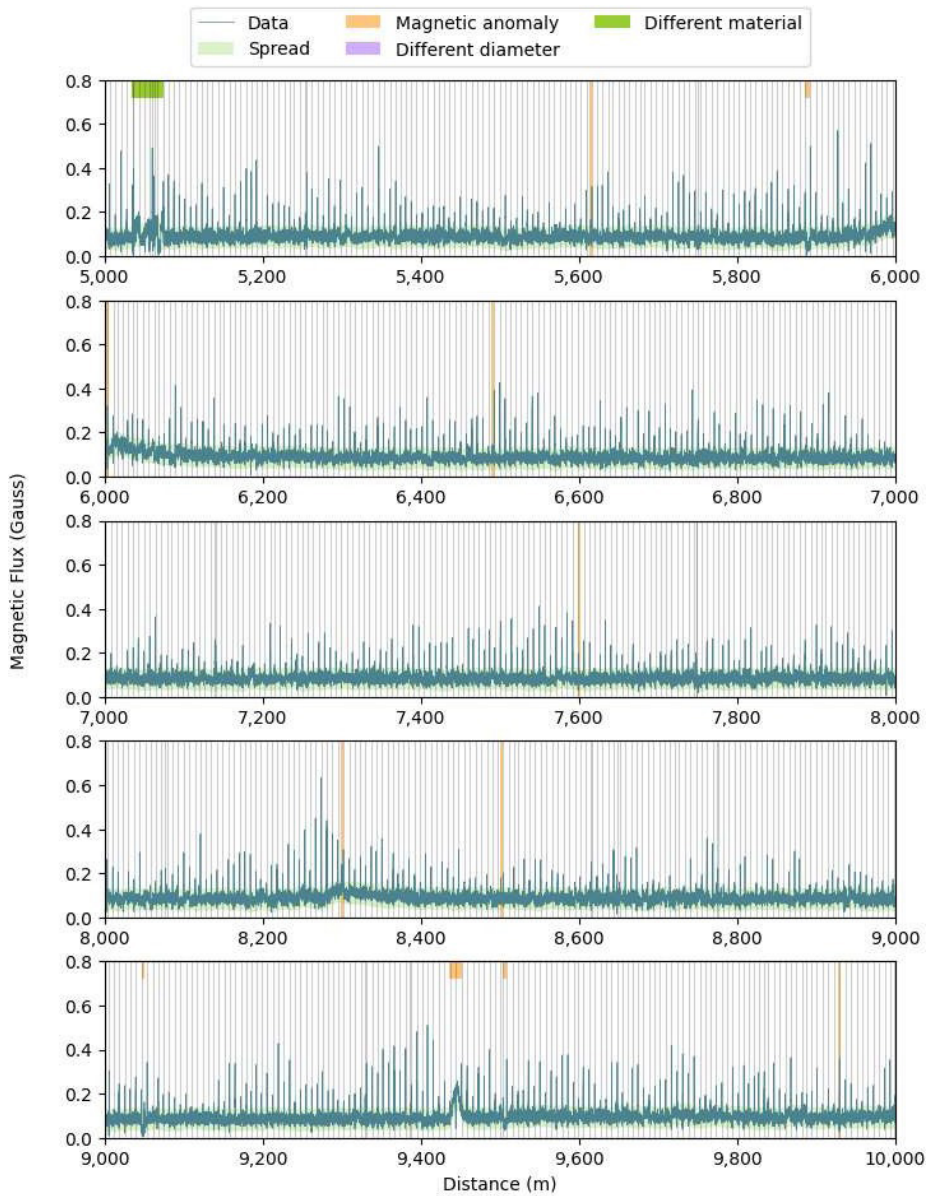 Data Magnetic anomaly Different material
Spread Different diameter
0.8
0.6
0.4
0.2
0.0
5,000 5,200 5,400 5,600 5,800 6,000
0.8
0.6
0.4
0.2
0.0
6,000 6,200 6,400 6,600 6,800 7,000
Magnetic Flux (Gauss)
0.8
0.6
0.4
0.2
0.0
7,000 7,200 7,400 7,600 7,800 8,000
0.8
0.6
0.4
0.2
0.0
8,000 8,200 8,400 8,600 8,800 9,000
0.8
0.6
0.4
0.2
0.0
9,000 9,200 9,400 9,600 9,800 10,000
Distance (m)